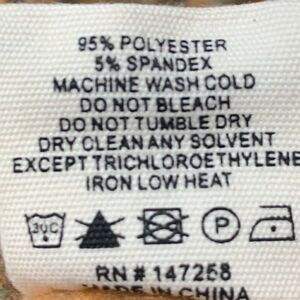 95% POLYESTER
5% SPANDEX
MACHINE WASH COLD
DO NOT BLEACH
DO NOT TUMBLE DRY
DRY CLEAN ANY SOLVENT
EXCEPT TRICHLOROETHYLENE
IRON LOW HEAT
30C P
RN # 147258
IN CHINA